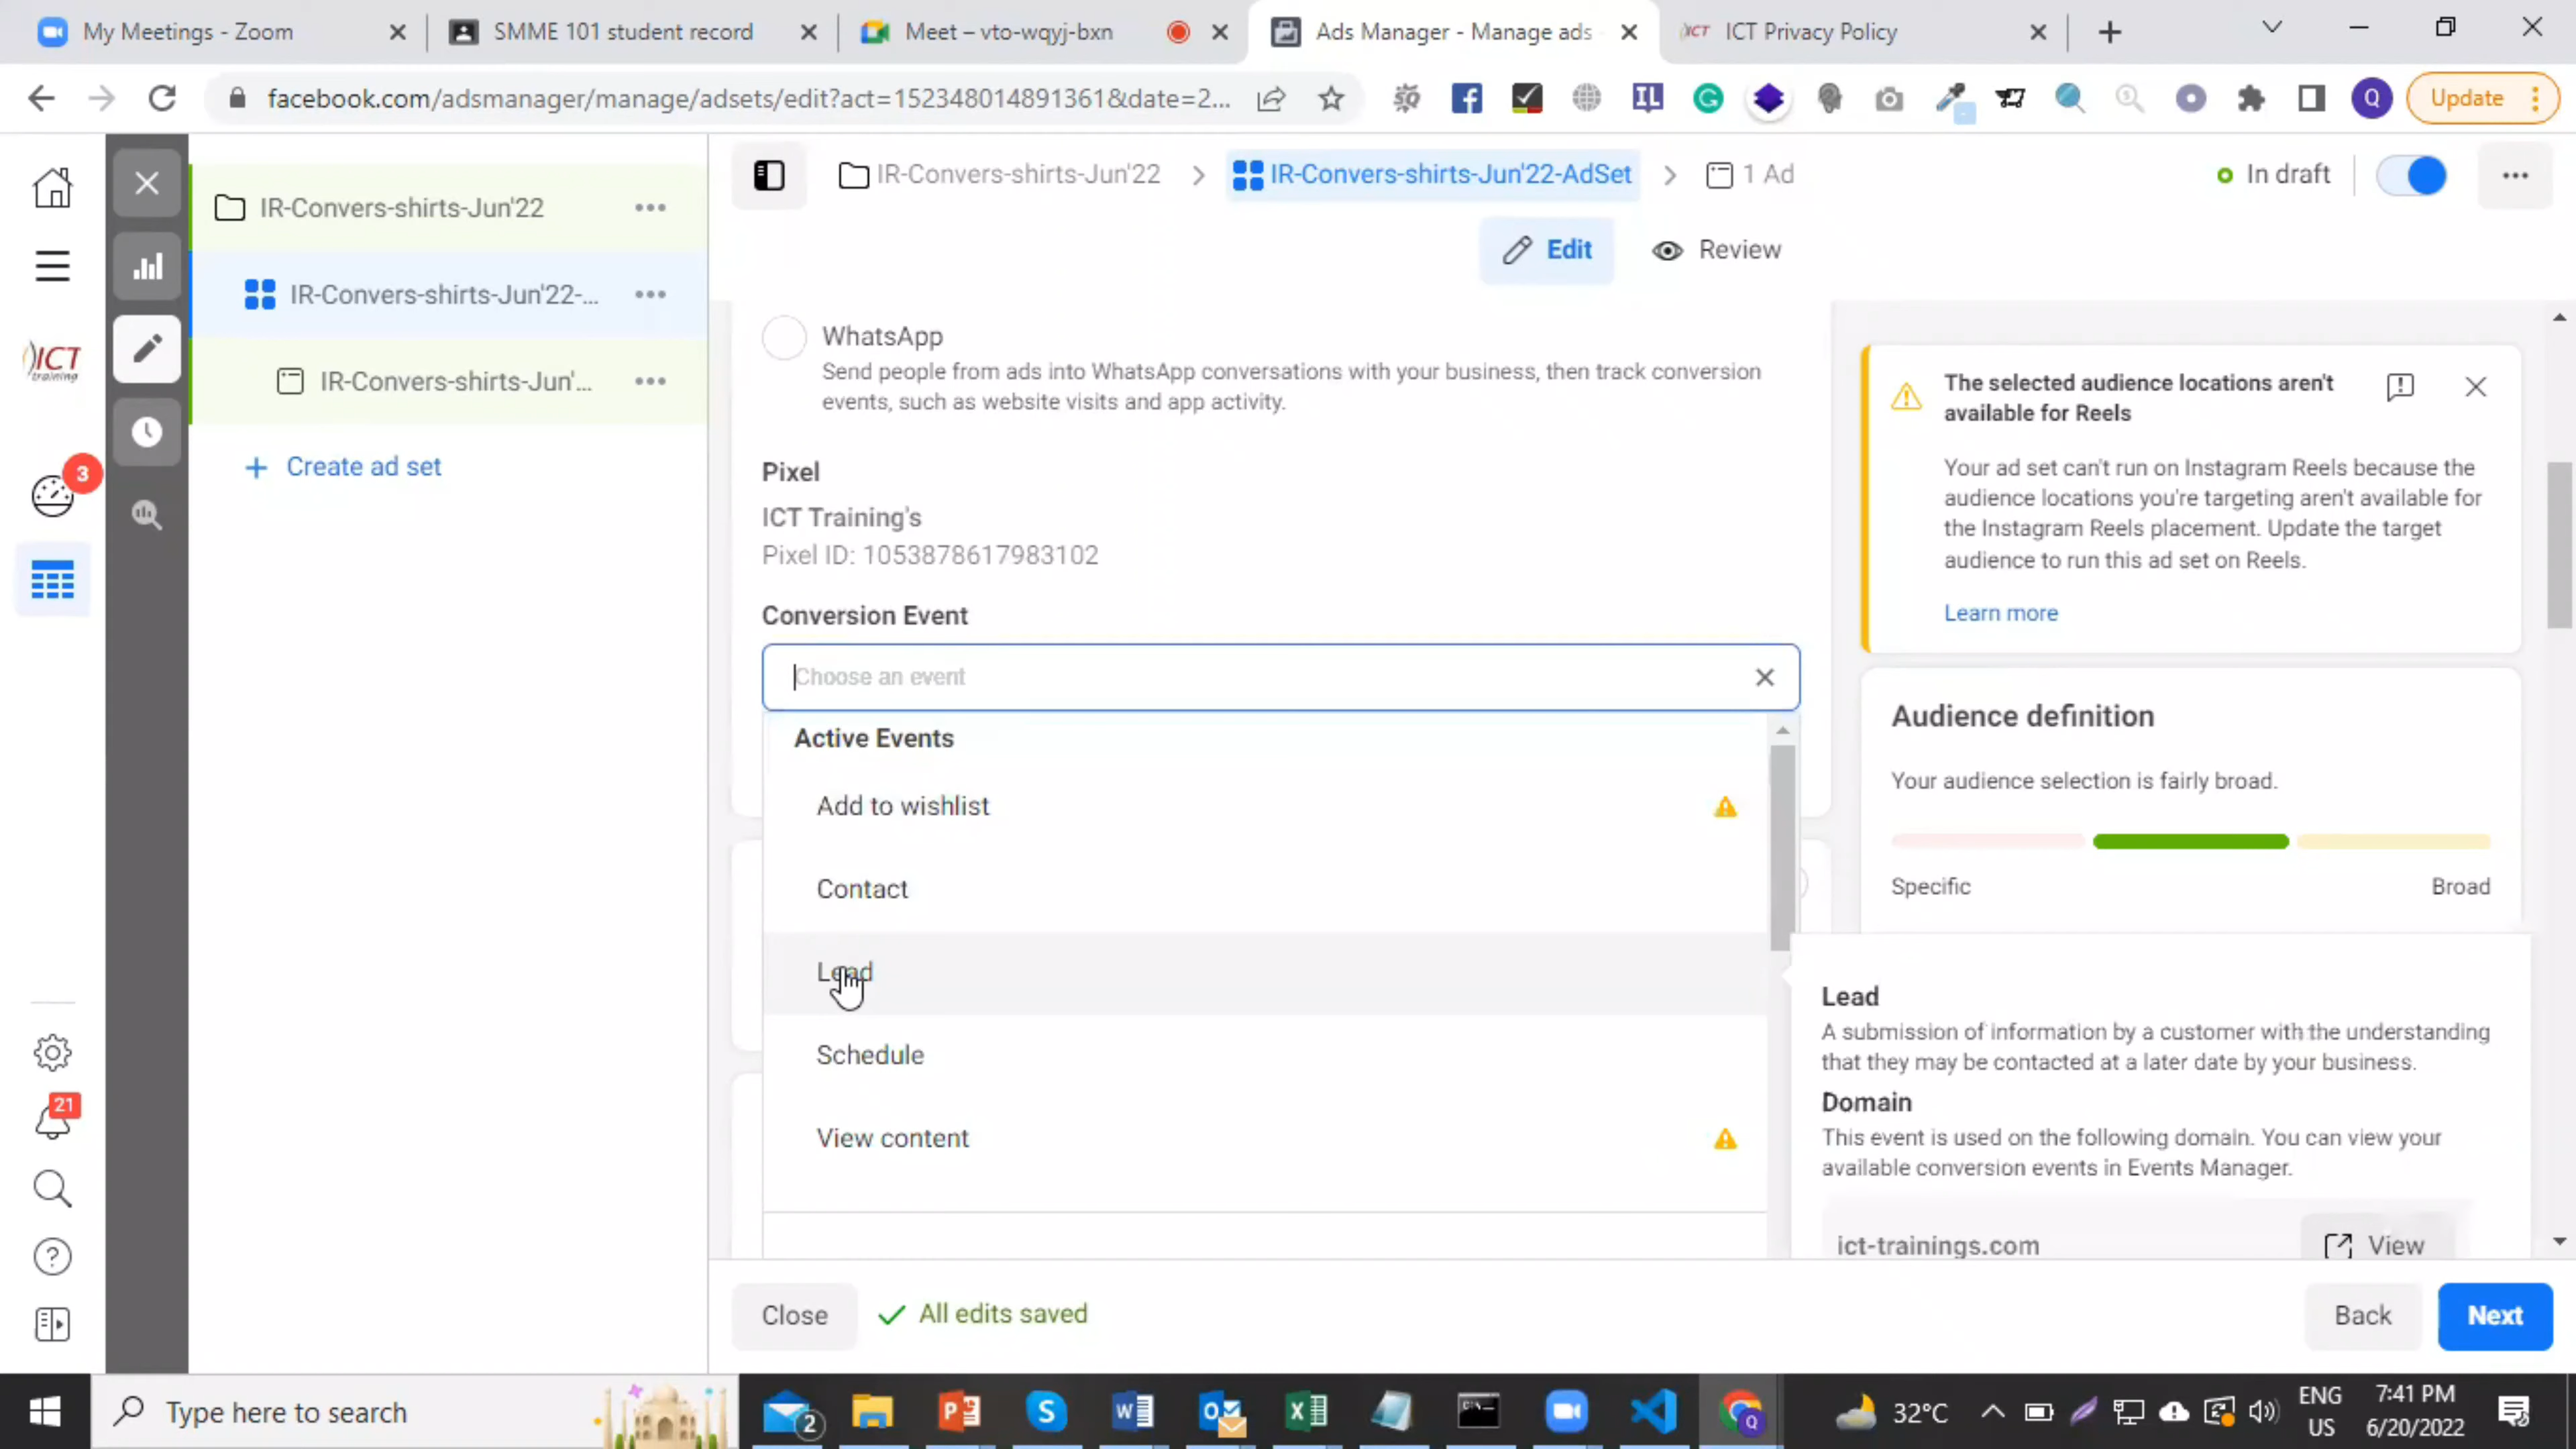 My Meetings - Zoom
SMME 101 student record
Meet – vto-wqyj-bxn
Ads Manager - Manage ads
ICT Privacy Policy
facebook.com/adsmanager/manage/adsets/edit?act=152348014891361&date=2...
Update
IR-Convers-shirts-Jun'22
IR-Convers-shirts-Jun'22-...
IR-Convers-shirts-Jun'...
+ Create ad set
ICT
training
3
21
IR-Convers-shirts-Jun'22 > IR-Convers-shirts-Jun'22-AdSet > 1 Ad
In draft
Edit
Review
WhatsApp
Send people from ads into WhatsApp conversations with your business, then track conversion
events, such as website visits and app activity.
Pixel
ICT Training's
Pixel ID: 1053878617983102
Conversion Event
Choose an event
Active Events
Add to wishlist
Contact
Lead
Schedule
View content
The selected audience locations aren't
available for Reels
Your ad set can't run on Instagram Reels because the
audience locations you're targeting aren't available for
the Instagram Reels placement. Update the target
audience to run this ad set on Reels.
Learn more
Audience definition
Your audience selection is fairly broad.
Specific
Broad
Lead
A submission of information by a customer with the understanding
that they may be contacted at a later date by your business.
Domain
This event is used on the following domain. You can view your
available conversion events in Events Manager.
ict-trainings.com
View
Close
All edits saved
Back
Next
Type here to search
2
32°C
ENG
US
7:41 PM
6/20/2022